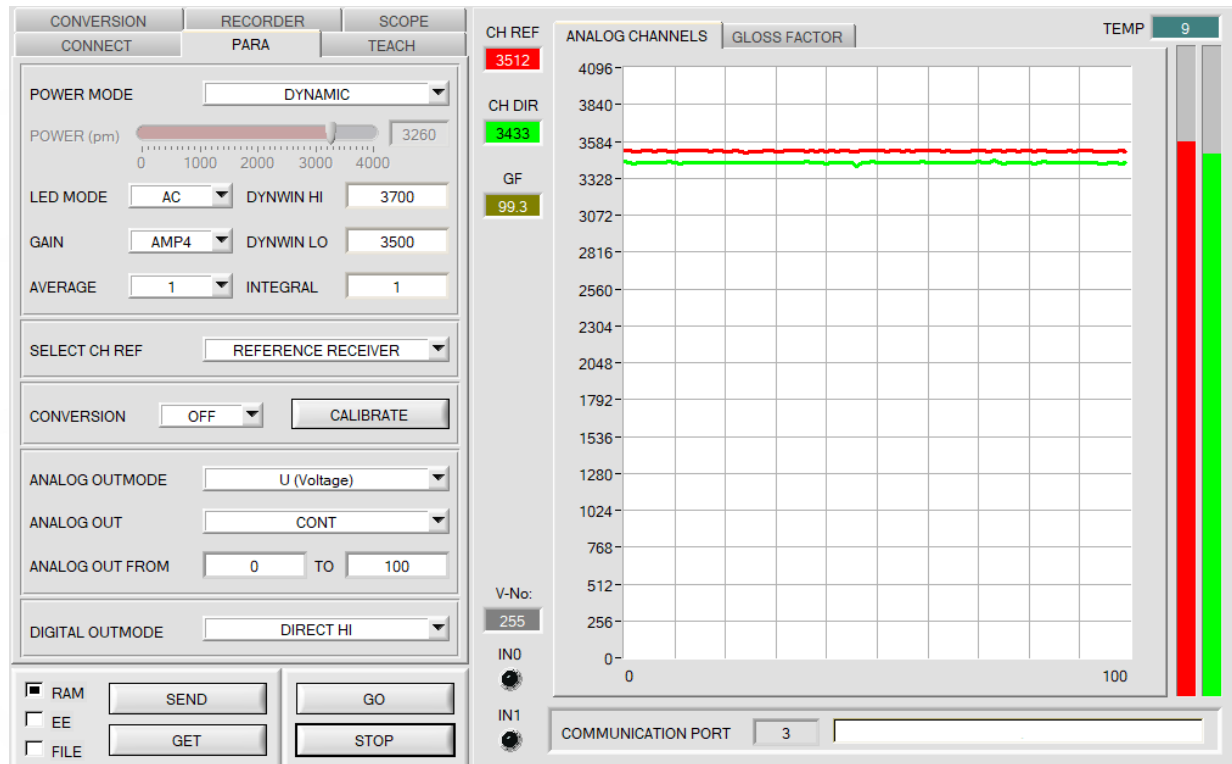 CONVERSION RECORDER SCOPE
CONNECT PARA TEACH
POWER MODE DYNAMIC
POWER (pm) 3260
0 1000 2000 3000 4000
LED MODE AC DYNWIN HI 3700
GAIN AMP4 DYNWIN LO 3500
AVERAGE 1 INTEGRAL 1
SELECT CH REF REFERENCE RECEIVER
CONVERSION OFF CALIBRATE
ANALOG OUTMODE U (Voltage)
ANALOG OUT CONT
ANALOG OUT FROM 0 TO 100
DIGITAL OUTMODE DIRECT HI
RAM SEND GO
EE
FILE GET STOP
CH REF
3512
CH DIR
3433
GF
99.3
V-No:
255
IN0
IN1
ANALOG CHANNELS GLOSS FACTOR TEMP 9
4096
3840
3584
3328
3072
2816
2560
2304
2048
1792
1536
1280
1024
768
512
256
0
0 100
COMMUNICATION PORT 3